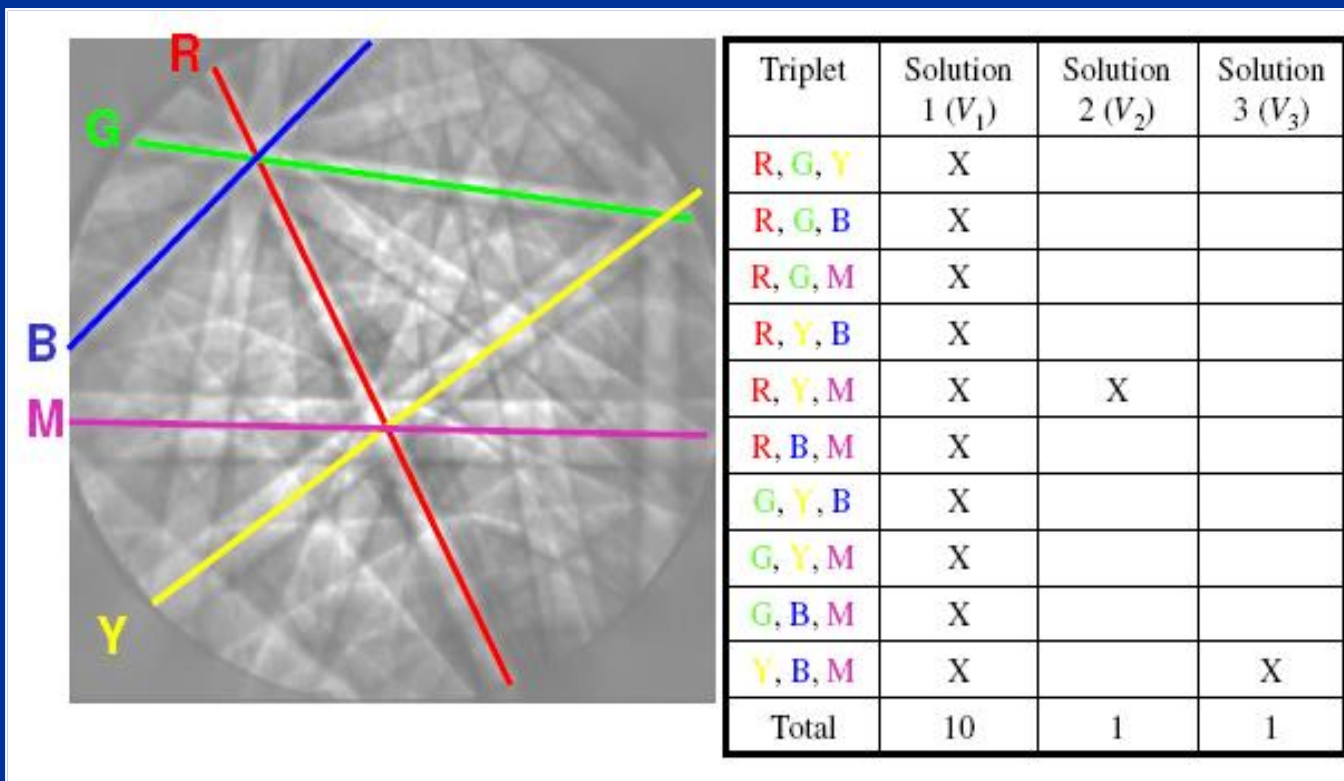 R
G
B
M
Y
Triplet Solution 1 (V1) Solution 2 (V2) Solution 3 (V3)
R, G, Y X
R, G, B X
R, G, M X
R, Y, B X
R, Y, M X X
R, B, M X
G, Y, B X
G, Y, M X
G, B, M X
Y, B, M X X
Total 10 1 1